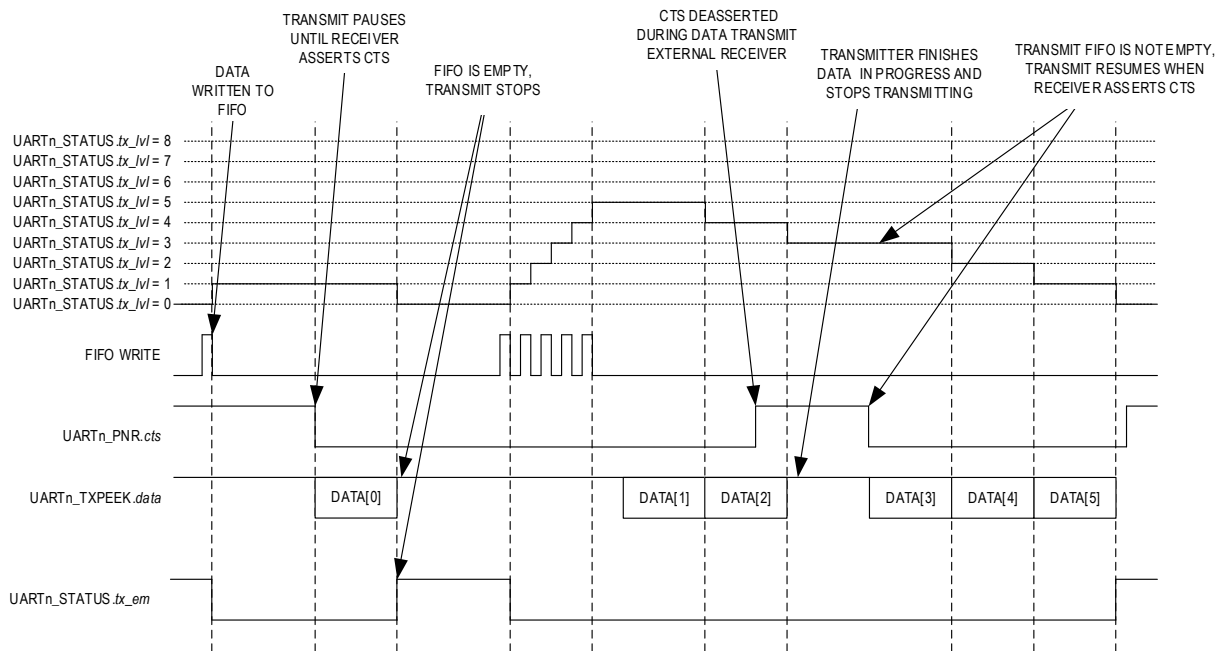 TRANSMIT PAUSES
UNTIL RECEIVER
ASSERTS CTS
CTS DEASSERTED
DURING DATA TRANSMIT
EXTERNAL RECEIVER
DATA
WRITTEN TO
FIFO
FIFO IS EMPTY,
TRANSMIT STOPS
TRANSMITTER FINISHES
DATA IN PROGRESS AND
STOPS TRANSMITTING
TRANSMIT FIFO IS NOT EMPTY,
TRANSMIT RESUMES WHEN
RECEIVER ASSERTS CTS
UARTn_STATUS.tx_lvl = 8
UARTn_STATUS.tx_lvl = 7
UARTn_STATUS.tx_lvl = 6
UARTn_STATUS.tx_lvl = 5
UARTn_STATUS.tx_lvl = 4
UARTn_STATUS.tx_lvl = 3
UARTn_STATUS.tx_lvl = 2
UARTn_STATUS.tx_lvl = 1
UARTn_STATUS.tx_lvl = 0
FIFO WRITE
UARTn_PNR.cts
UARTn_TXPEEK.data
DATA[0]
DATA[1]
DATA[2]
DATA[3]
DATA[4]
DATA[5]
UARTn_STATUS.tx_em